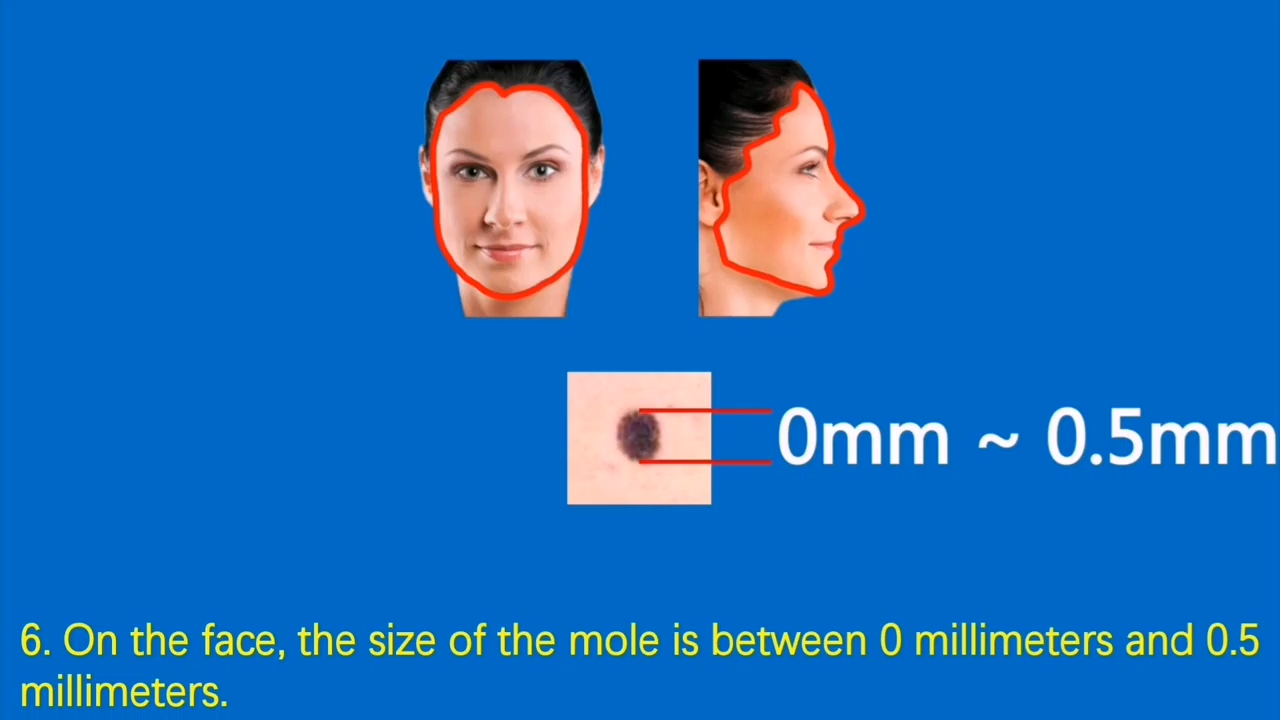 0mm ~ 0.5mm
6. On the face, the size of the mole is between 0 millimeters and 0.5
millimeters.